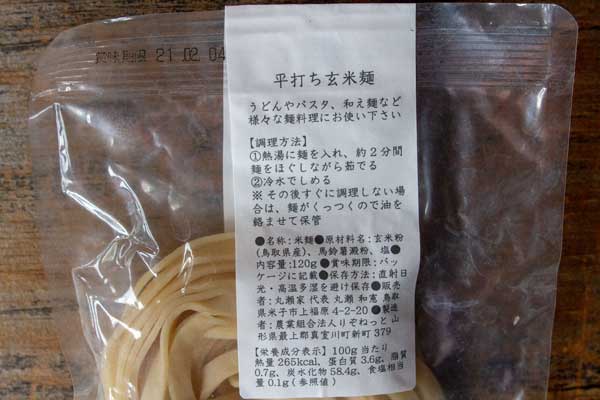 賞味期限 21 02 04
平打ち玄米麺
うどんやパスタ、和え麺など
様々な麺料理にお使い下さい
【調理方法】
①熱湯に麺を入れ、約２分間
麺をほぐしながら茹でる
②冷水でしめる
※その後すぐに調理しない場
合は、麺がくっつくので油を
絡ませて保管
●名称:米麺●原材料名:玄米粉
(鳥取県産)、馬鈴薯澱粉、塩●
内容量:120g●賞味期限:パッ
ケージに記載●保存方法:直射日
光・高温多湿を避け保存●販売
者:丸瀬家 代表 丸瀬 和憲 鳥取
県米子市上福原 4-2-20 ●製造
者:農業組合法人りぞねっと 山
形県最上郡真室川町新町 379
【栄養成分表示】100g 当たり
熱量 265kcal、蛋白質 3.6g、脂質
0.7g、炭水化物 58.4g、食塩相当
量 0.1g(参照値)